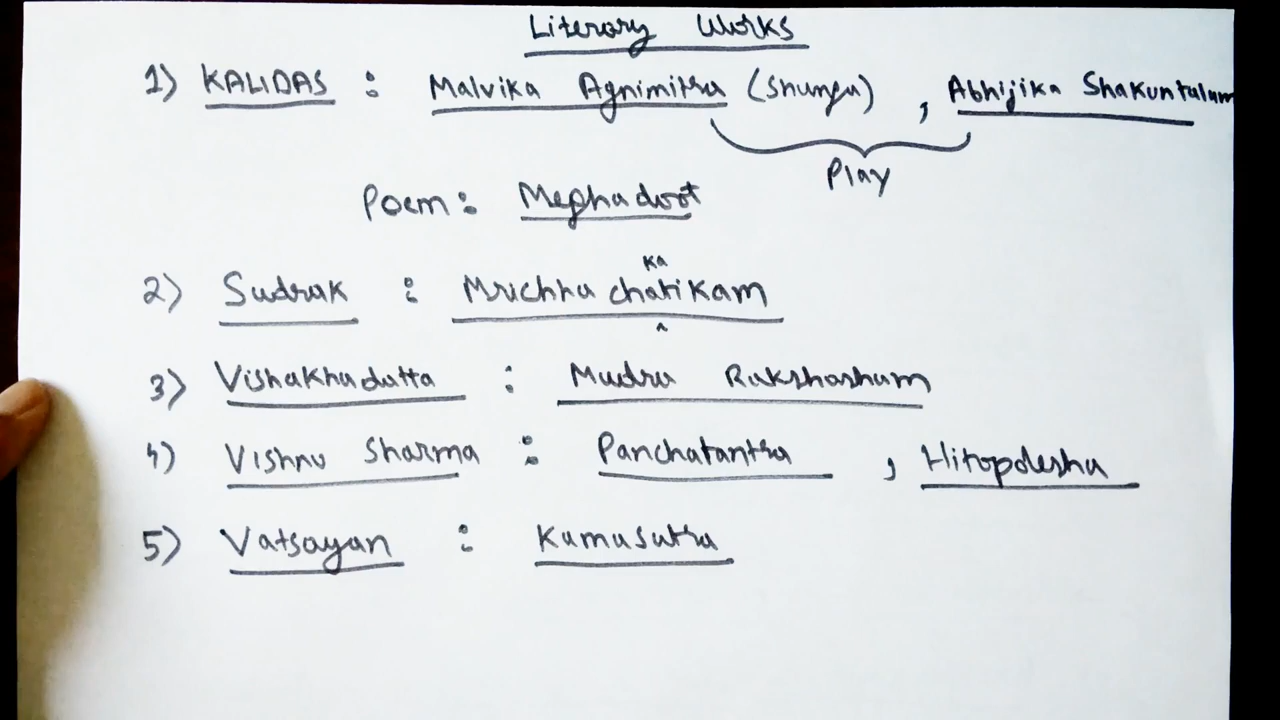 Literary Works
1) KALIDAS : Malvika Agnimitra (Shunga) , Abhijika Shakuntalam
Play
Poem : Meghadoot
ka
2) Sudrak : Mrichha chatikam
^
3) Vishakhadatta : Mudra Rakshasham
4) Vishnu Sharma : Panchatantra , Hitopdesha
5) Vatsayan : Kamasutra